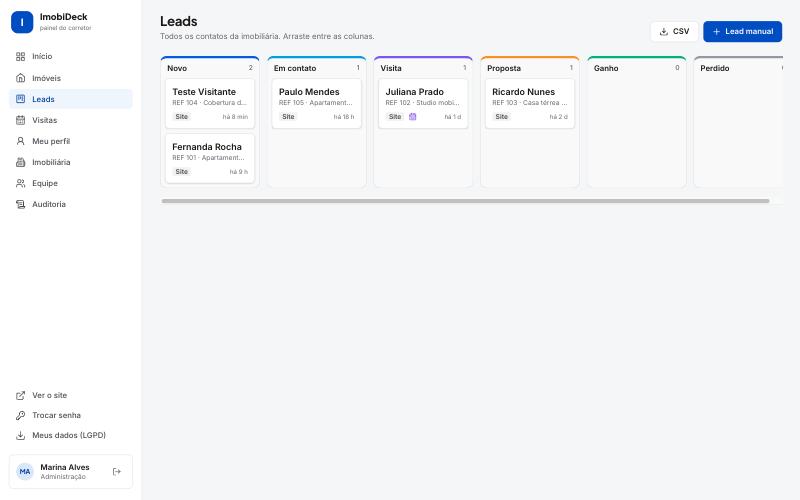 I
ImobiDeck
painel do corretor
Início
Imóveis
Leads
Visitas
Meu perfil
Imobiliária
Equipe
Auditoria
Ver o site
Trocar senha
Meus dados (LGPD)
MA
Marina Alves
Administração
Leads
Todos os contatos da imobiliária. Arraste entre as colunas.
CSV
Lead manual
Novo 2
Teste Visitante
REF 104 · Cobertura d...
Site há 8 min
Fernanda Rocha
REF 101 · Apartament...
Site há 9 h
Em contato 1
Paulo Mendes
REF 105 · Apartament...
Site há 16 h
Visita 1
Juliana Prado
REF 102 · Studio mobi...
Site há 1 d
Proposta 1
Ricardo Nunes
REF 103 · Casa térrea ...
Site há 2 d
Ganho 0
Perdido